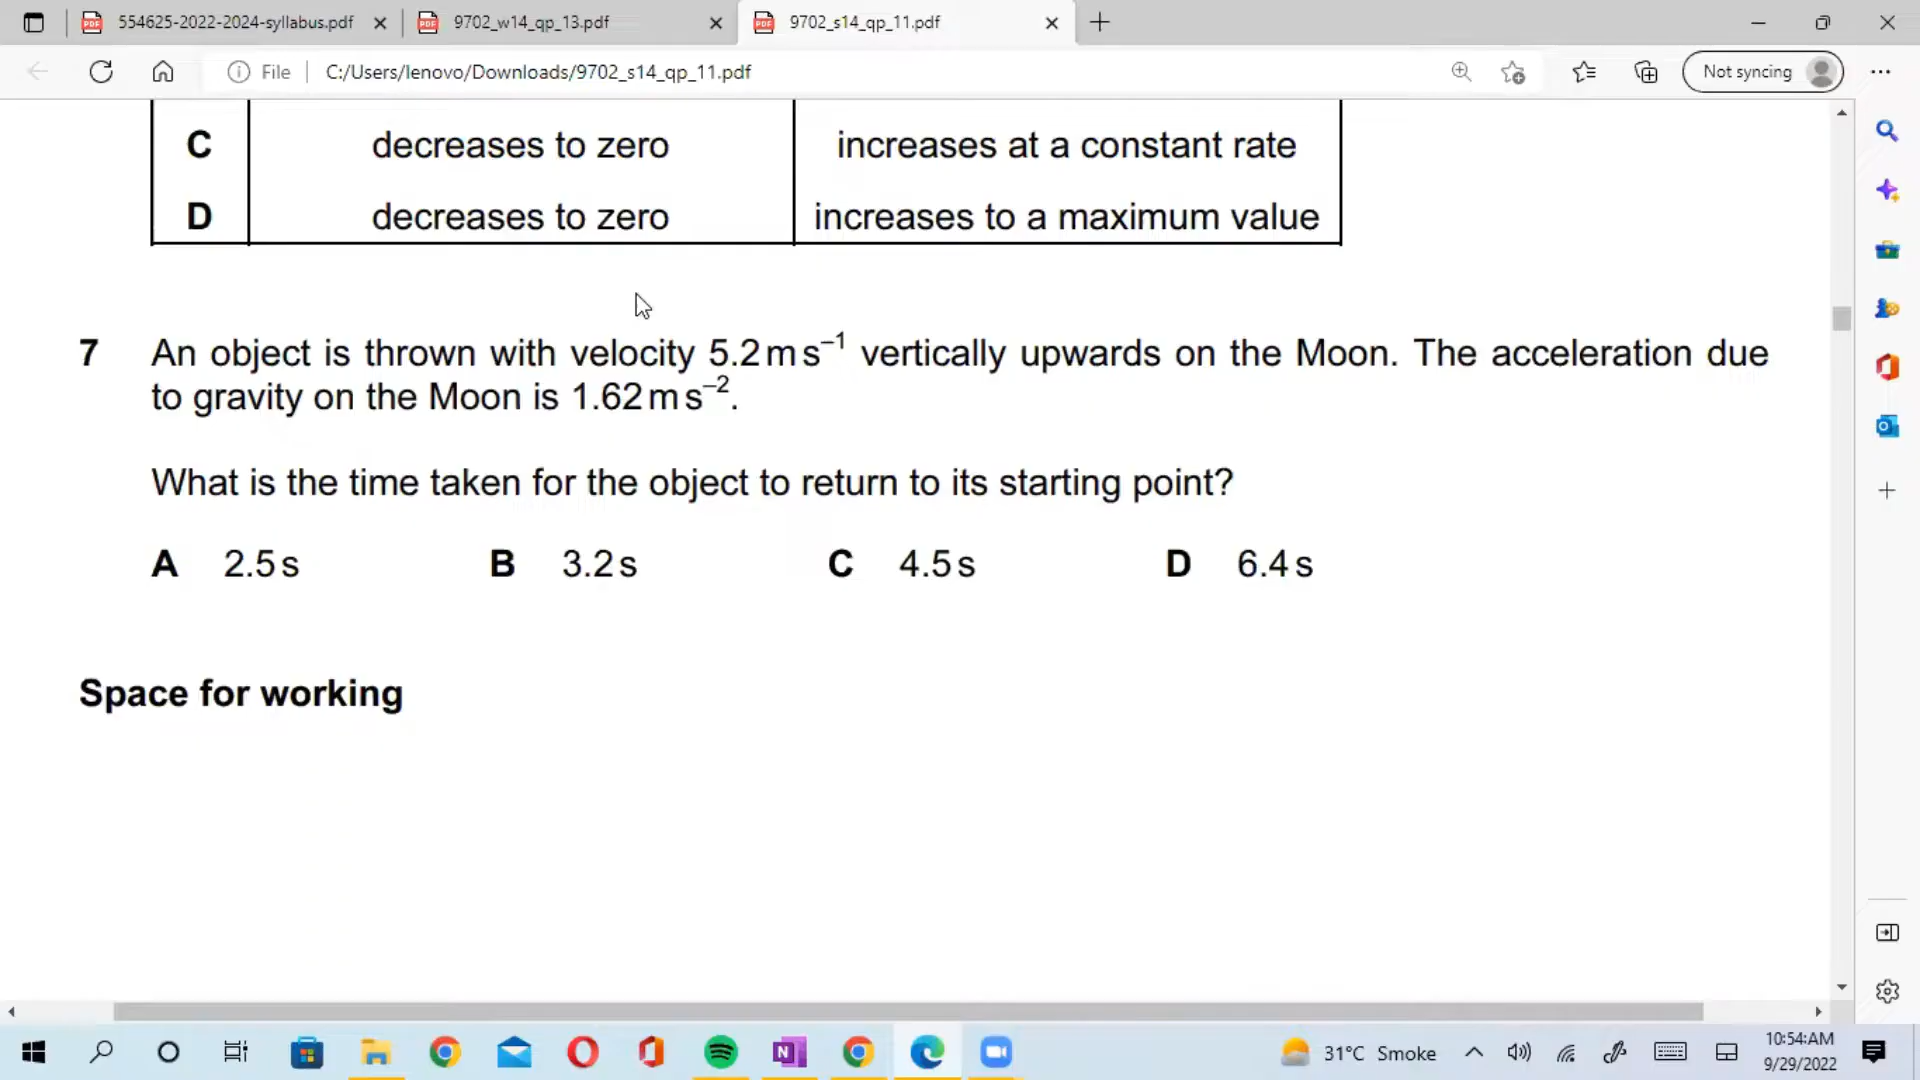 554625-2022-2024-syllabus.pdf
9702_w14_qp_13.pdf
9702_s14_qp_11.pdf
File
C:/Users/lenovo/Downloads/9702_s14_qp_11.pdf
Not syncing
C decreases to zero increases at a constant rate
D decreases to zero increases to a maximum value
7 An object is thrown with velocity 5.2 m s⁻¹ vertically upwards on the Moon. The acceleration due
to gravity on the Moon is 1.62 m s⁻².
What is the time taken for the object to return to its starting point?
A 2.5 s B 3.2 s C 4.5 s D 6.4 s
Space for working
31°C Smoke
10:54:AM
9/29/2022